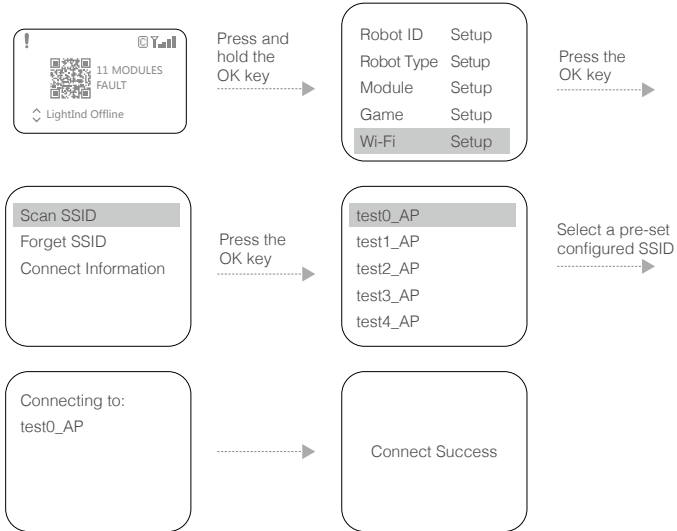 !
11 MODULES
FAULT
LightInd Offline
Press and
hold the
OK key
Robot ID Setup
Robot Type Setup
Module Setup
Game Setup
Wi-Fi Setup
Press the
OK key
Scan SSID
Forget SSID
Connect Information
Press the
OK key
test0_AP
test1_AP
test2_AP
test3_AP
test4_AP
Select a pre-set
configured SSID
Connecting to:
test0_AP
Connect Success